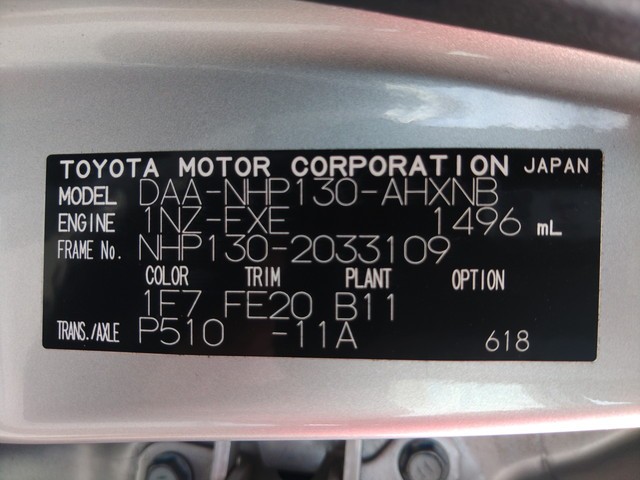 TOYOTA MOTOR CORPORATION JAPAN
MODEL DAA-NHP130-AHXNB
ENGINE 1NZ-EXE 1496 mL
FRAME No. NHP130-2033109
COLOR TRIM PLANT OPTION
1F7 FE20 B11
TRANS./AXLE P510 -11A 618